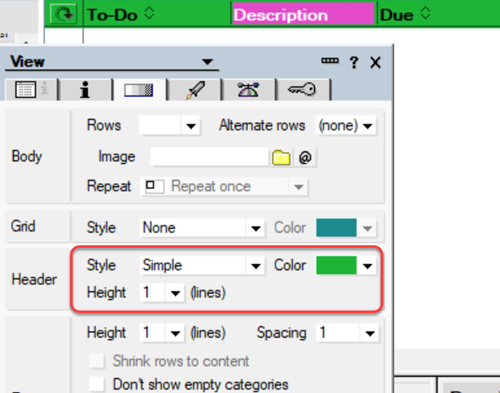 To-Do Description Due
View ? X
i
Rows Alternate rows (none)
Body Image @
Repeat Repeat once
Grid Style None Color
Header Style Simple Color
Height 1 (lines)
Height 1 (lines) Spacing 1
Shrink rows to content
Don't show empty categories